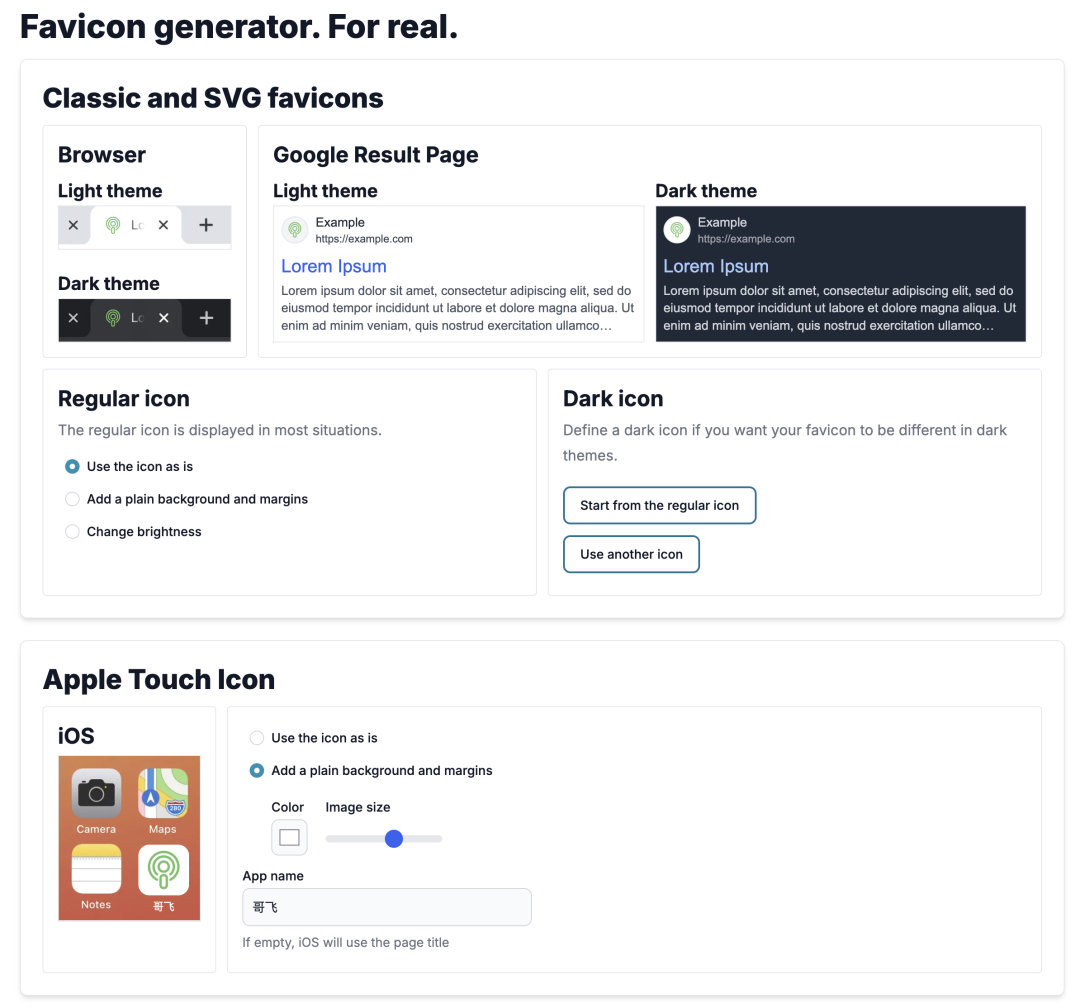 Favicon generator. For real.
Classic and SVG favicons
Browser
Light theme
Lo
Dark theme
Lo
Google Result Page
Light theme
Example
https://example.com
Lorem Ipsum
Lorem ipsum dolor sit amet, consectetur adipiscing elit, sed do
eiusmod tempor incididunt ut labore et dolore magna aliqua. Ut
enim ad minim veniam, quis nostrud exercitation ullamco...
Dark theme
Example
https://example.com
Lorem Ipsum
Lorem ipsum dolor sit amet, consectetur adipiscing elit, sed do
eiusmod tempor incididunt ut labore et dolore magna aliqua. Ut
enim ad minim veniam, quis nostrud exercitation ullamco...
Regular icon
The regular icon is displayed in most situations.
Use the icon as is
Add a plain background and margins
Change brightness
Dark icon
Define a dark icon if you want your favicon to be different in dark
themes.
Start from the regular icon
Use another icon
Apple Touch Icon
iOS
280
Camera
Maps
Notes
哥飞
Use the icon as is
Add a plain background and margins
Color
Image size
App name
哥飞
If empty, iOS will use the page title